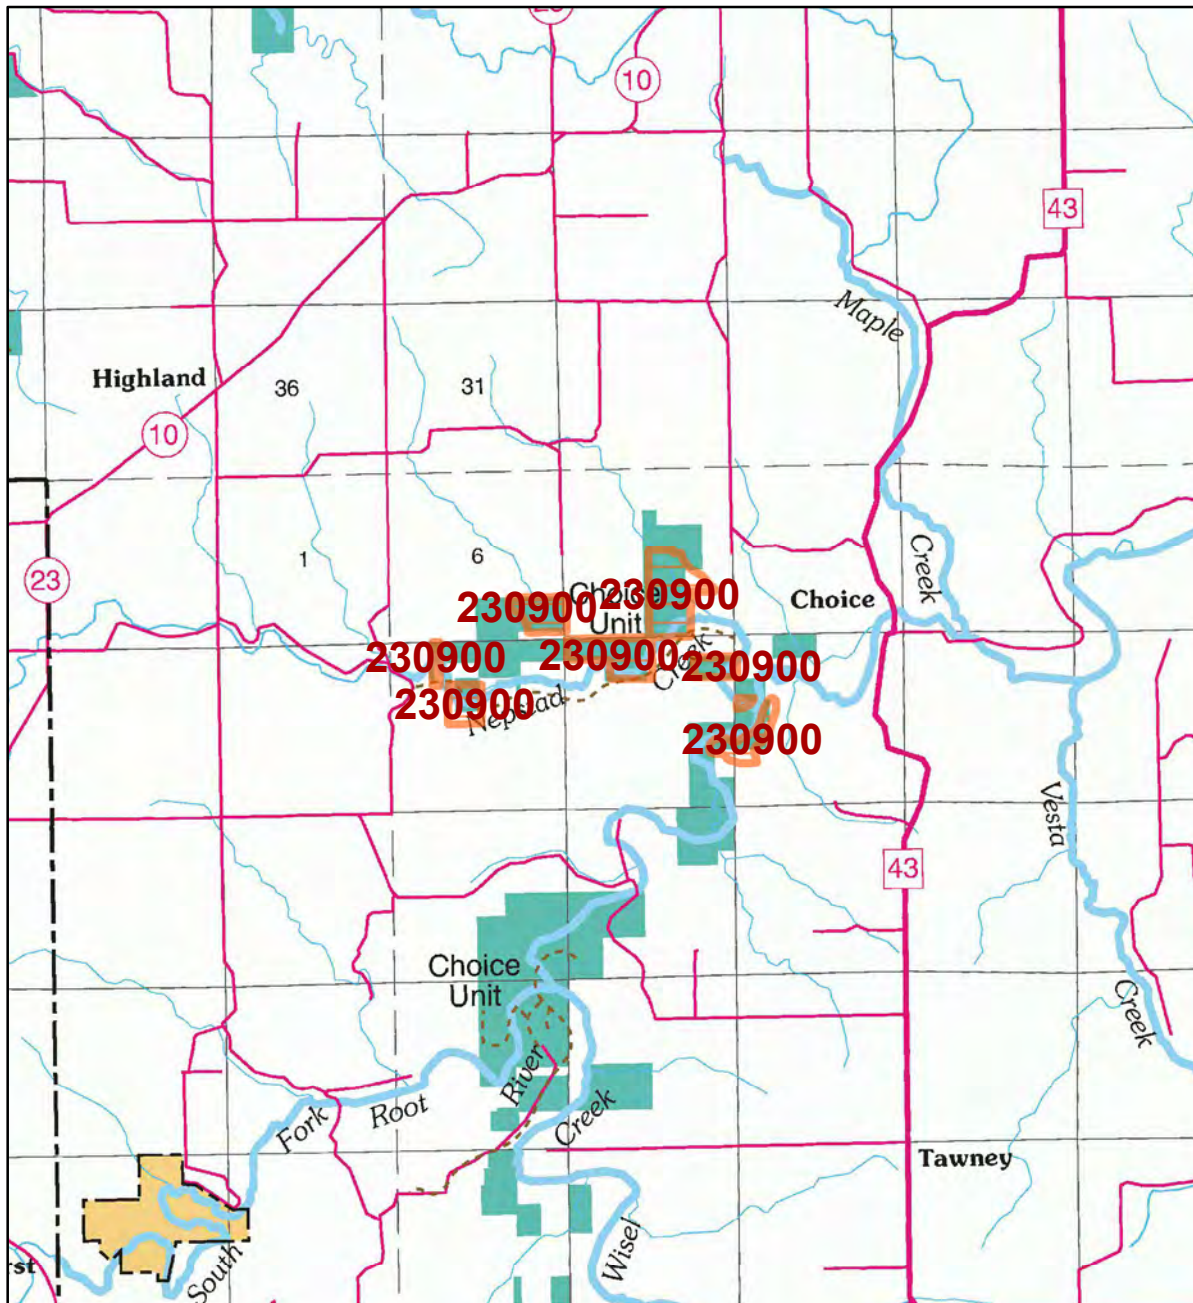 10
43
Maple
Highland
36
31
10
Creek
23
1
6
Choice
Unit
230900
230900
Choice
230900
230900
Creek
230900
230900
Nepstad
230900
Vesta
43
Choice
Unit
Creek
River
Root
Fork
Creek
Tawney
Wisel
South
st